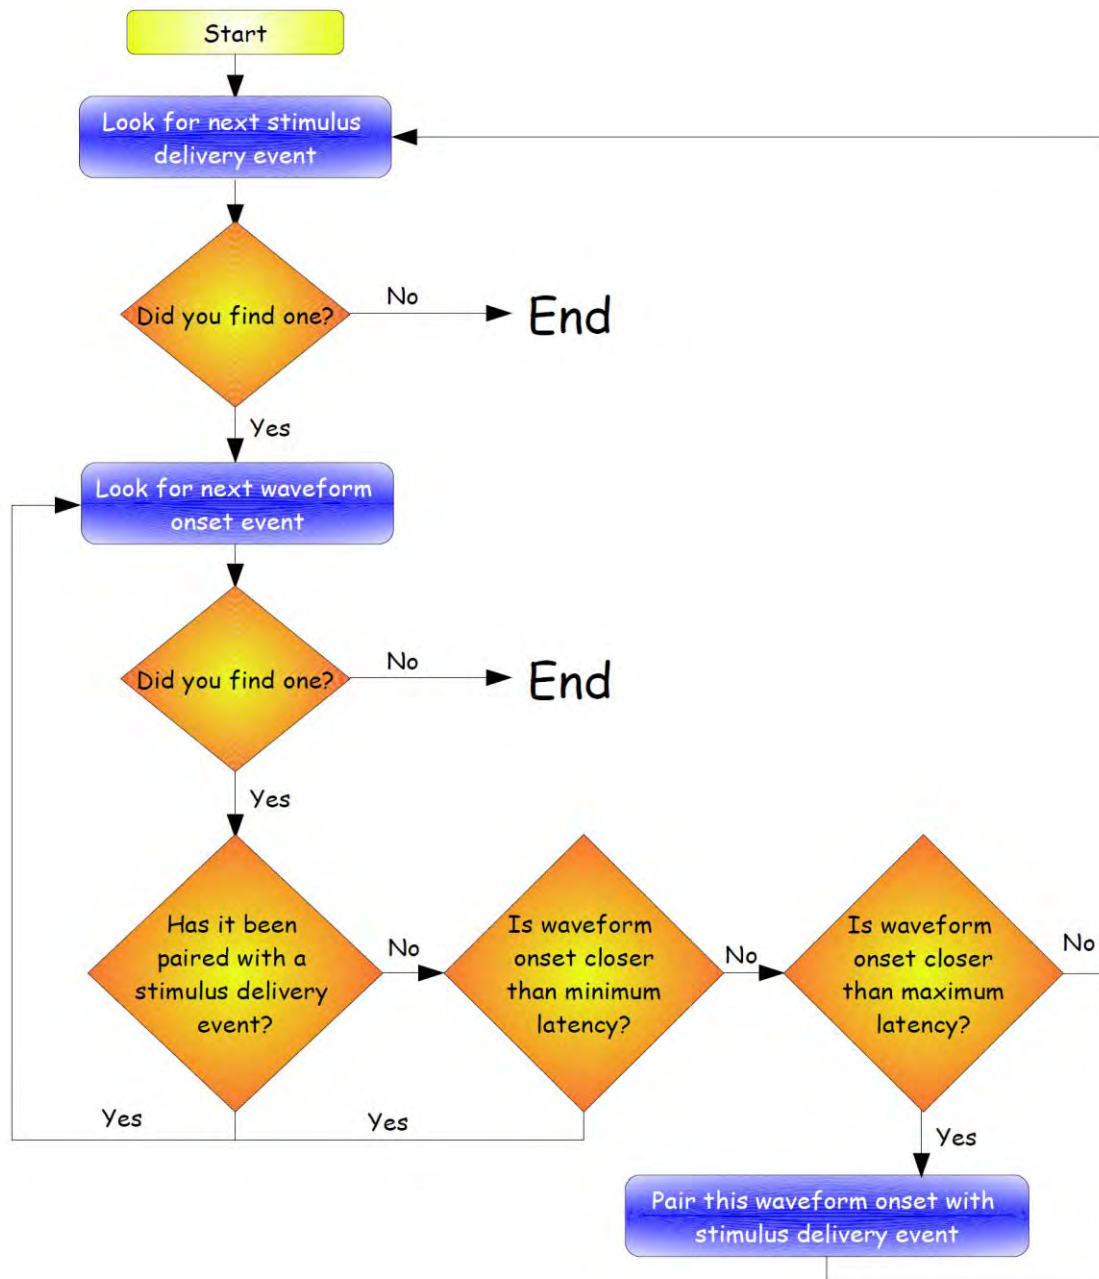 Start
Look for next stimulus
delivery event
Did you find one?
No
End
Yes
Look for next waveform
onset event
Did you find one?
No
End
Yes
Has it been
paired with a
stimulus delivery
event?
No
Is waveform
onset closer
than minimum
latency?
No
Is waveform
onset closer
than maximum
latency?
No
Yes
Yes
Yes
Pair this waveform onset with
stimulus delivery event